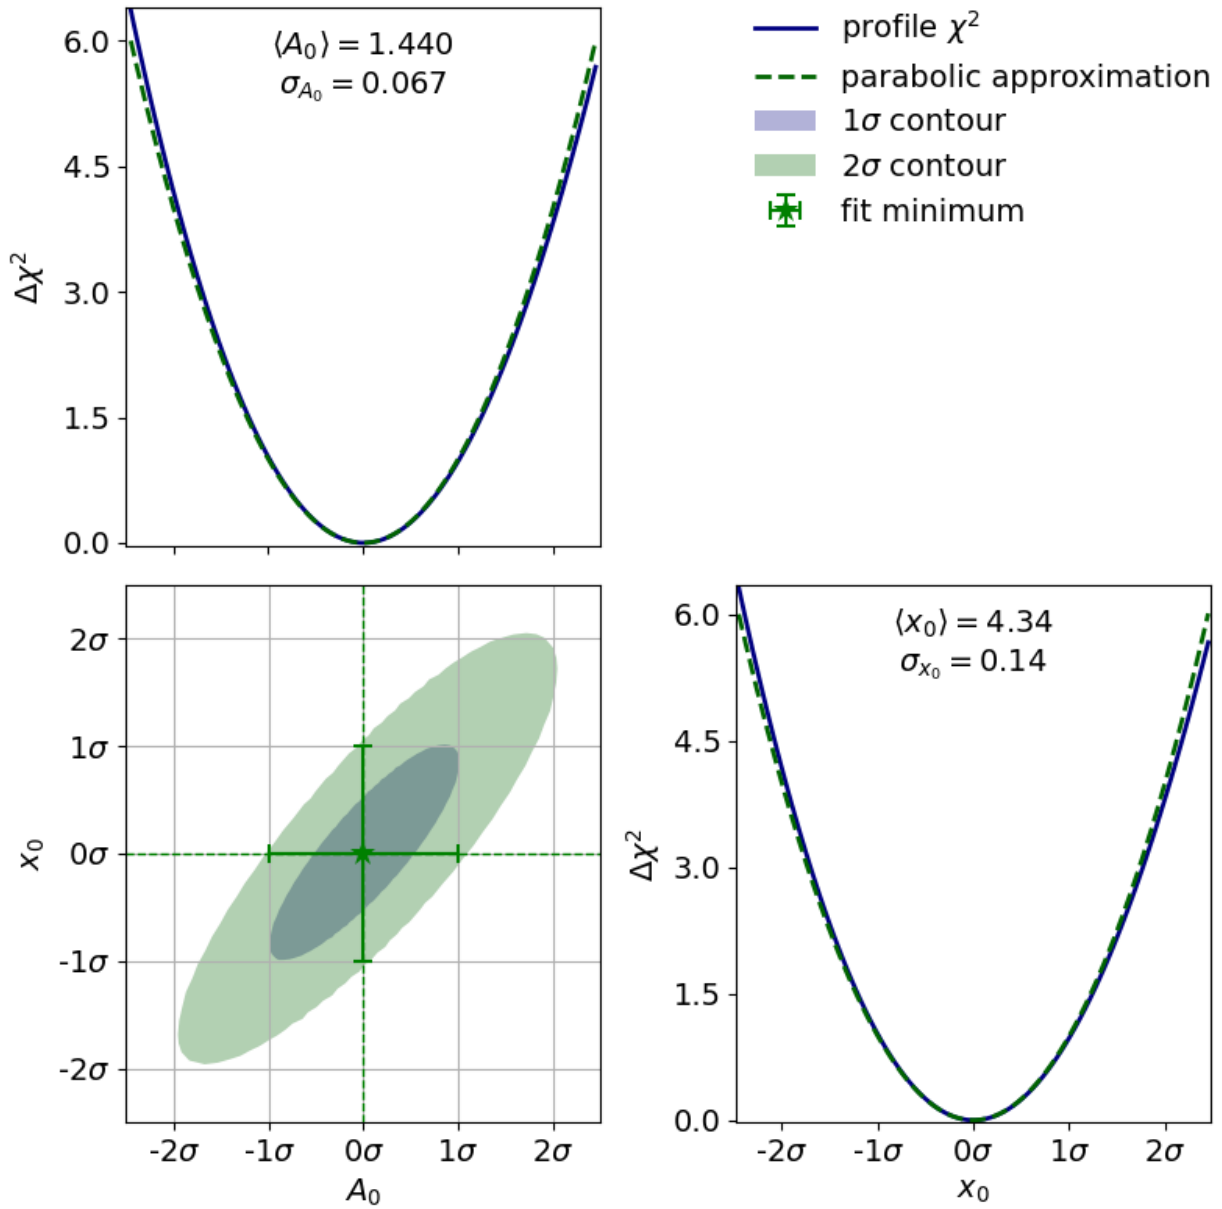 ⟨A₀⟩ = 1.440
σ_A₀ = 0.067
6.0
4.5
3.0
1.5
0.0
Δχ²
profile χ²
parabolic approximation
1σ contour
2σ contour
fit minimum
2σ
1σ
0σ
-1σ
-2σ
x₀
-2σ -1σ 0σ 1σ 2σ
A₀
⟨x₀⟩ = 4.34
σ_x₀ = 0.14
6.0
4.5
3.0
1.5
0.0
Δχ²
-2σ -1σ 0σ 1σ 2σ
x₀